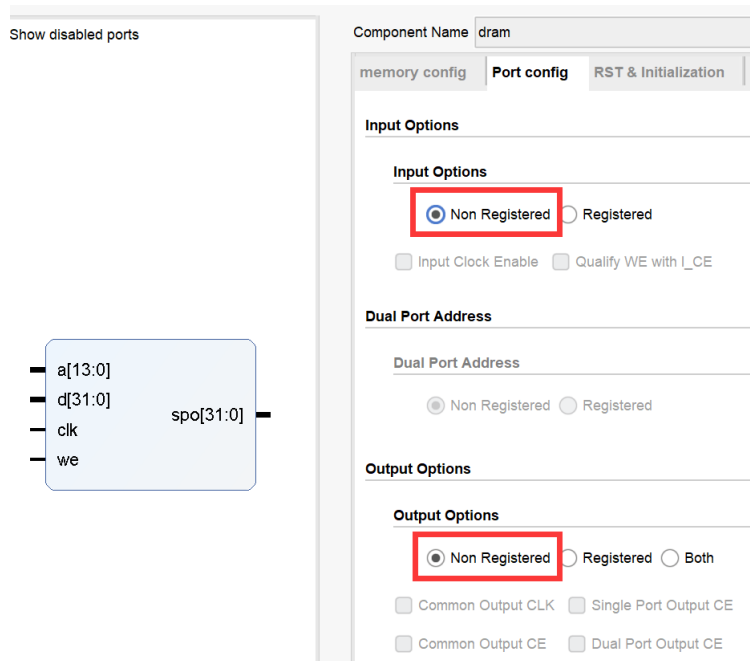 Show disabled ports
a[13:0]
d[31:0]
clk
we
spo[31:0]
Component Name dram
memory config Port config RST & Initialization
Input Options
Input Options
Non Registered Registered
Input Clock Enable Qualify WE with I_CE
Dual Port Address
Dual Port Address
Non Registered Registered
Output Options
Output Options
Non Registered Registered Both
Common Output CLK Single Port Output CE
Common Output CE Dual Port Output CE